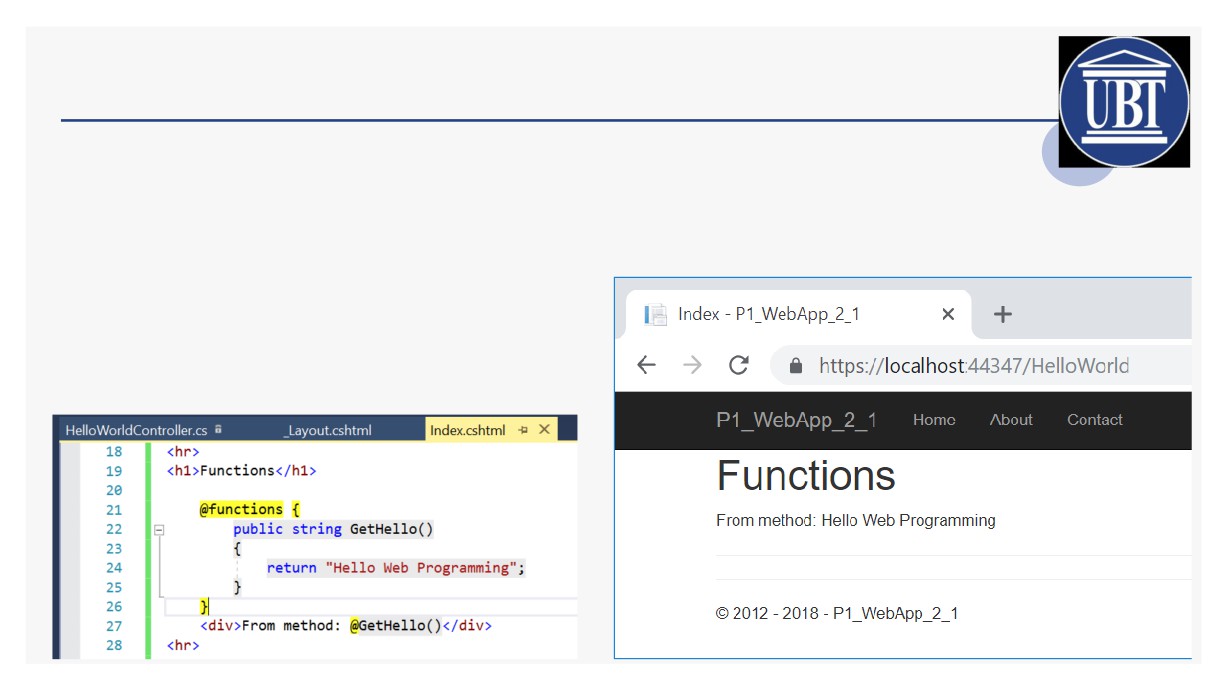 UBT
Index - P1_WebApp_2_1
https://localhost:44347/HelloWorld
P1_WebApp_2_1 Home About Contact
Functions
From method: Hello Web Programming
© 2012 - 2018 - P1_WebApp_2_1
HelloWorldController.cs _Layout.cshtml Index.cshtml
18 <hr>
19 <h1>Functions</h1>
20
21 @functions {
22 public string GetHello()
23 {
24 return "Hello Web Programming";
25 }
26 }
27 <div>From method: @GetHello()</div>
28 <hr>